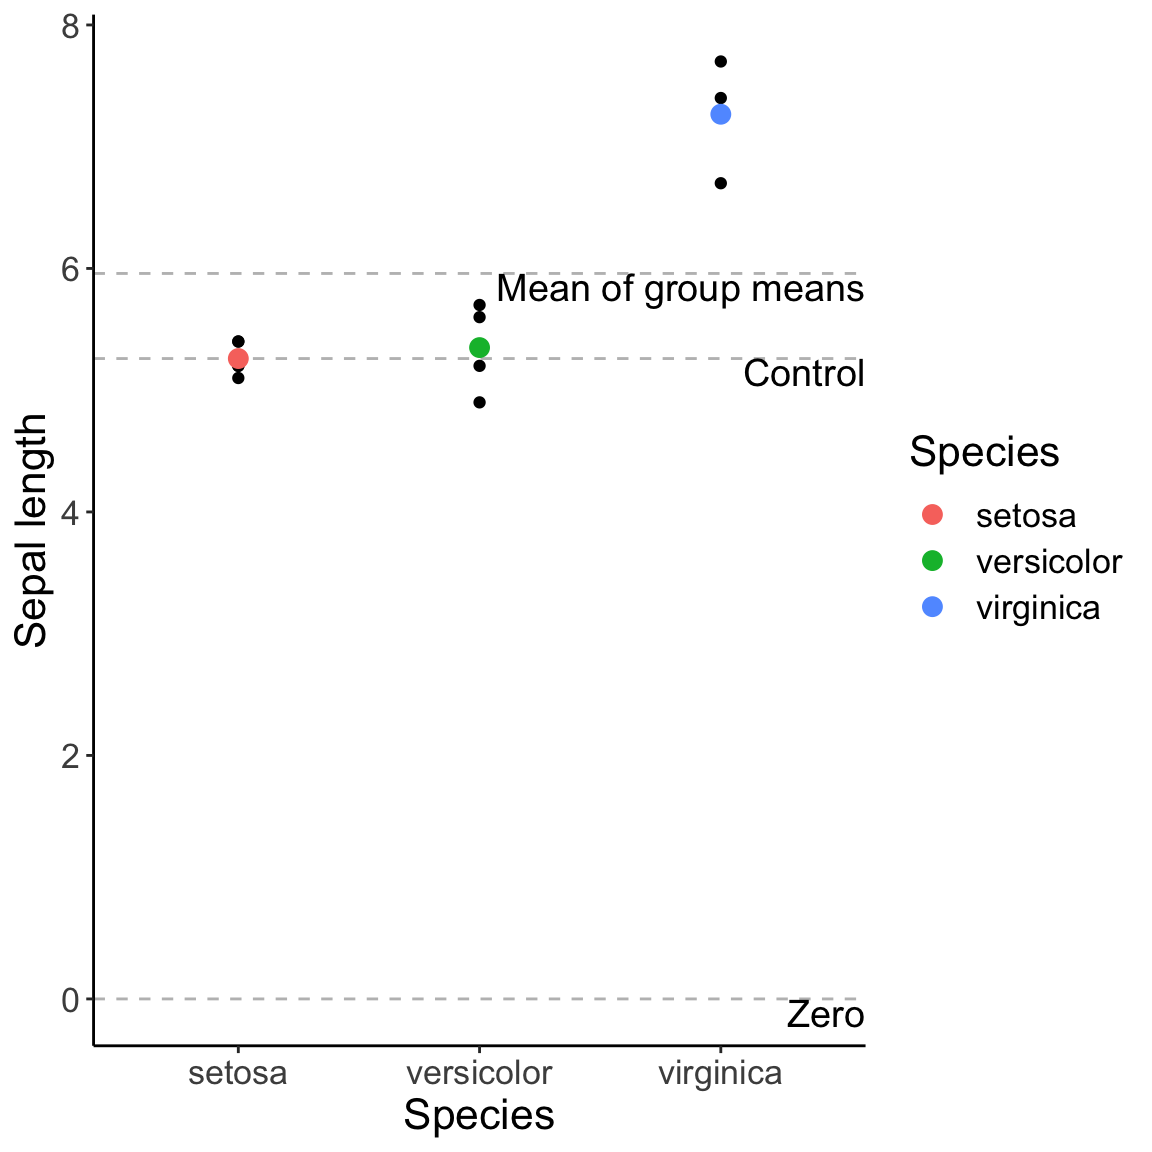 8
6
4
2
0
Sepal length
Mean of group means
Control
Zero
setosa versicolor virginica
Species
Species
setosa
versicolor
virginica